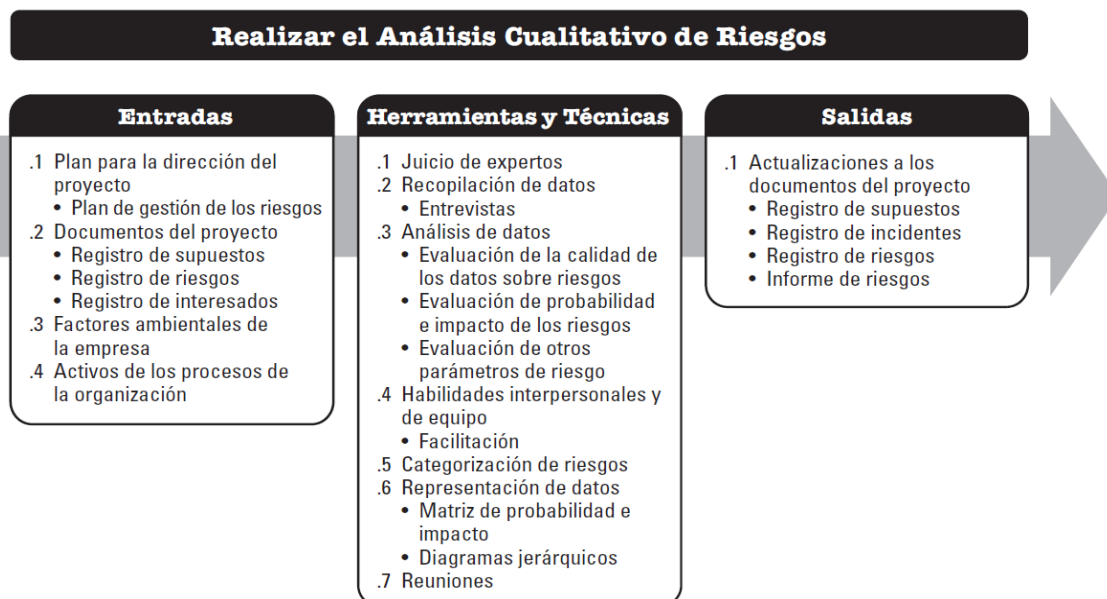 Realizar el Análisis Cualitativo de Riesgos
Entradas
.1 Plan para la dirección del
proyecto
• Plan de gestión de los riesgos
.2 Documentos del proyecto
• Registro de supuestos
• Registro de riesgos
• Registro de interesados
.3 Factores ambientales de
la empresa
.4 Activos de los procesos de
la organización
Herramientas y Técnicas
.1 Juicio de expertos
.2 Recopilación de datos
• Entrevistas
.3 Análisis de datos
• Evaluación de la calidad de
los datos sobre riesgos
• Evaluación de probabilidad
e impacto de los riesgos
• Evaluación de otros
parámetros de riesgo
.4 Habilidades interpersonales y
de equipo
• Facilitación
.5 Categorización de riesgos
.6 Representación de datos
• Matriz de probabilidad e
impacto
• Diagramas jerárquicos
.7 Reuniones
Salidas
.1 Actualizaciones a los
documentos del proyecto
• Registro de supuestos
• Registro de incidentes
• Registro de riesgos
• Informe de riesgos